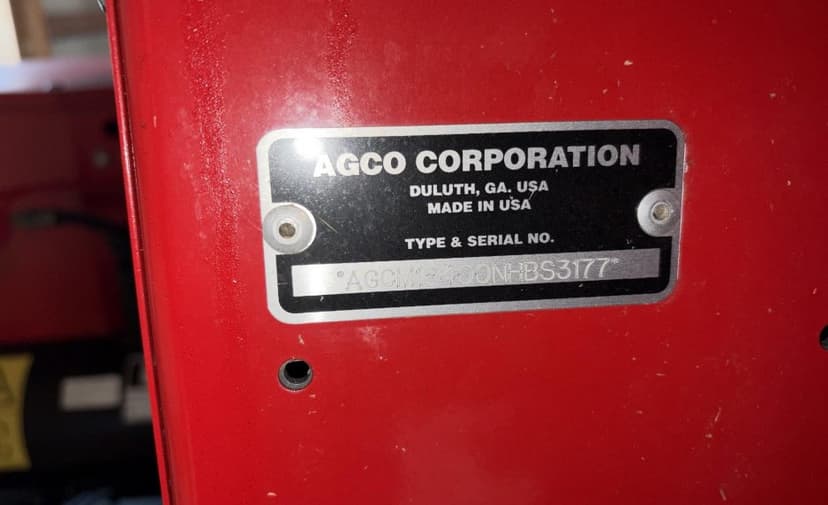 AGCO CORPORATION
DULUTH, GA. USA
MADE IN USA
TYPE & SERIAL NO.